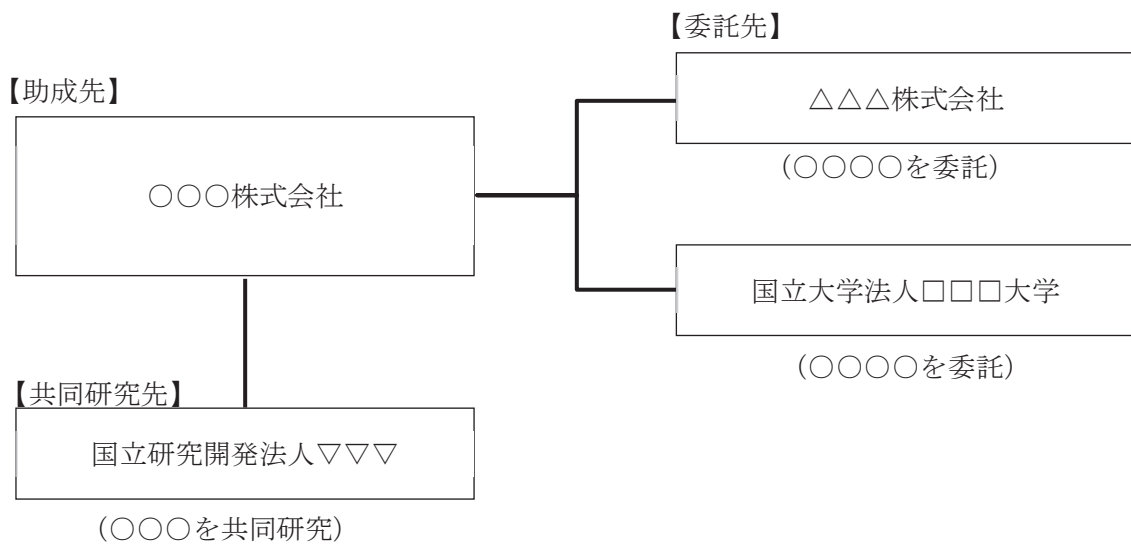 【委託先】
△△△株式会社
(○○○○を委託)
【助成先】
○○○株式会社
国立大学法人□□□大学
(○○○○を委託)
【共同研究先】
国立研究開発法人▽▽▽
(○○○を共同研究)